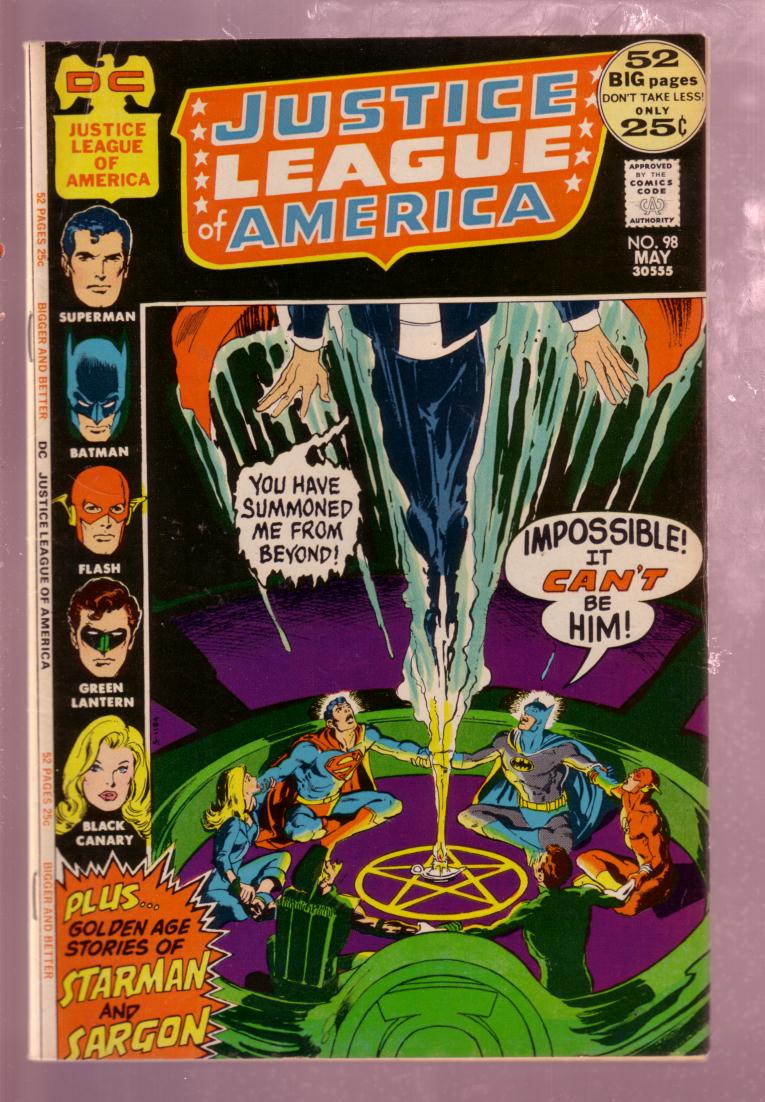 DC
JUSTICE
LEAGUE
OF
AMERICA
JUSTICE
LEAGUE
of AMERICA
52
BIG pages
DON'T TAKE LESS!
ONLY
25¢
APPROVED
BY THE
COMICS
CODE
CA
AUTHORITY
NO. 98
MAY
30555
SUPERMAN
BATMAN
FLASH
GREEN
LANTERN
BLACK
CANARY
YOU HAVE
SUMMONED
ME FROM
BEYOND!
IMPOSSIBLE!
IT
CAN'T
BE
HIM!
PLUS...
GOLDEN AGE
STORIES OF
STARMAN
AND
SARGON
52 PAGES 25¢ BIGGER AND BETTER DC JUSTICE LEAGUE OF AMERICA 52 PAGES 25¢ BIGGER AND BETTER